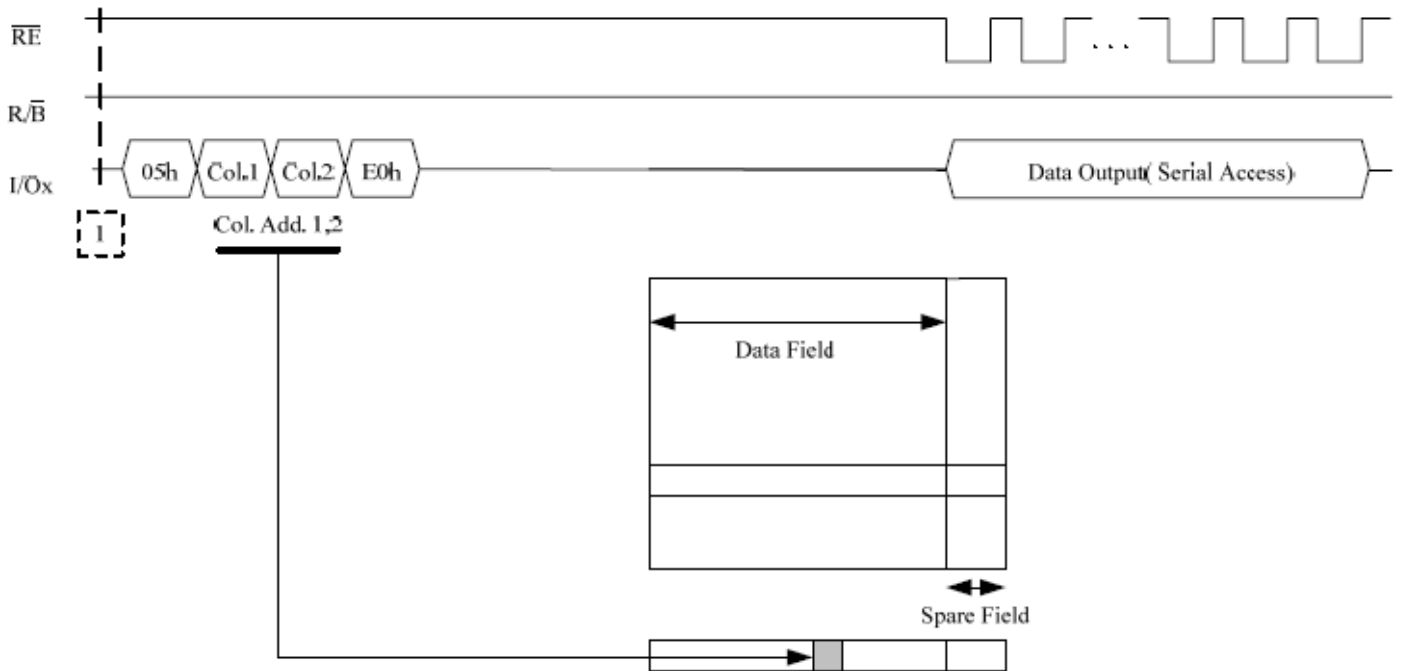 RE
R/B
I/Ox
05h Col.1 Col.2 E0h Data Output( Serial Access)
1
Col. Add. 1,2
. . .
Data Field
Spare Field